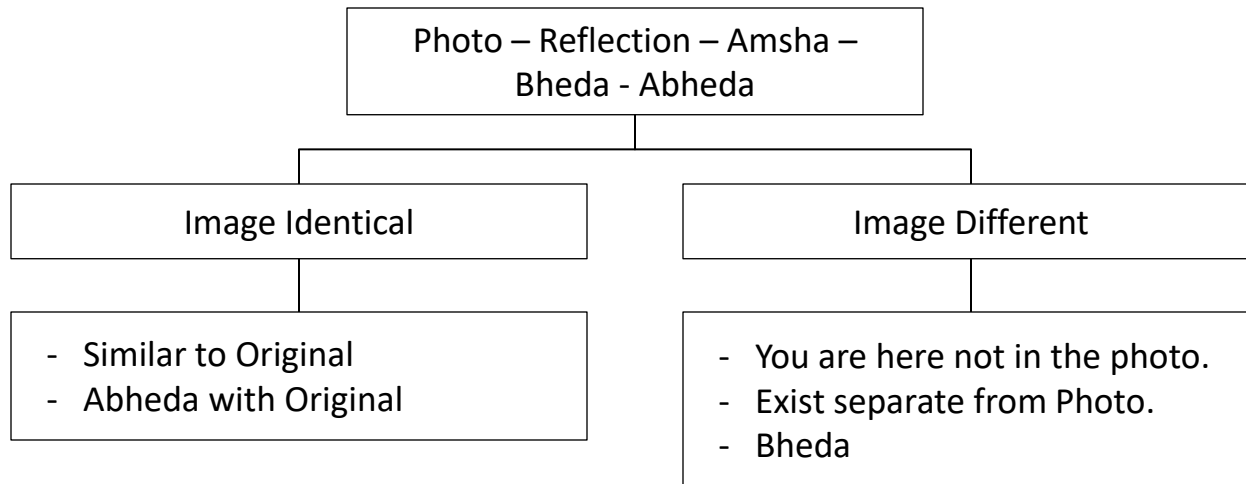 Photo – Reflection – Amsha –
Bheda - Abheda
Image Identical
- Similar to Original
- Abheda with Original
Image Different
- You are here not in the photo.
- Exist separate from Photo.
- Bheda